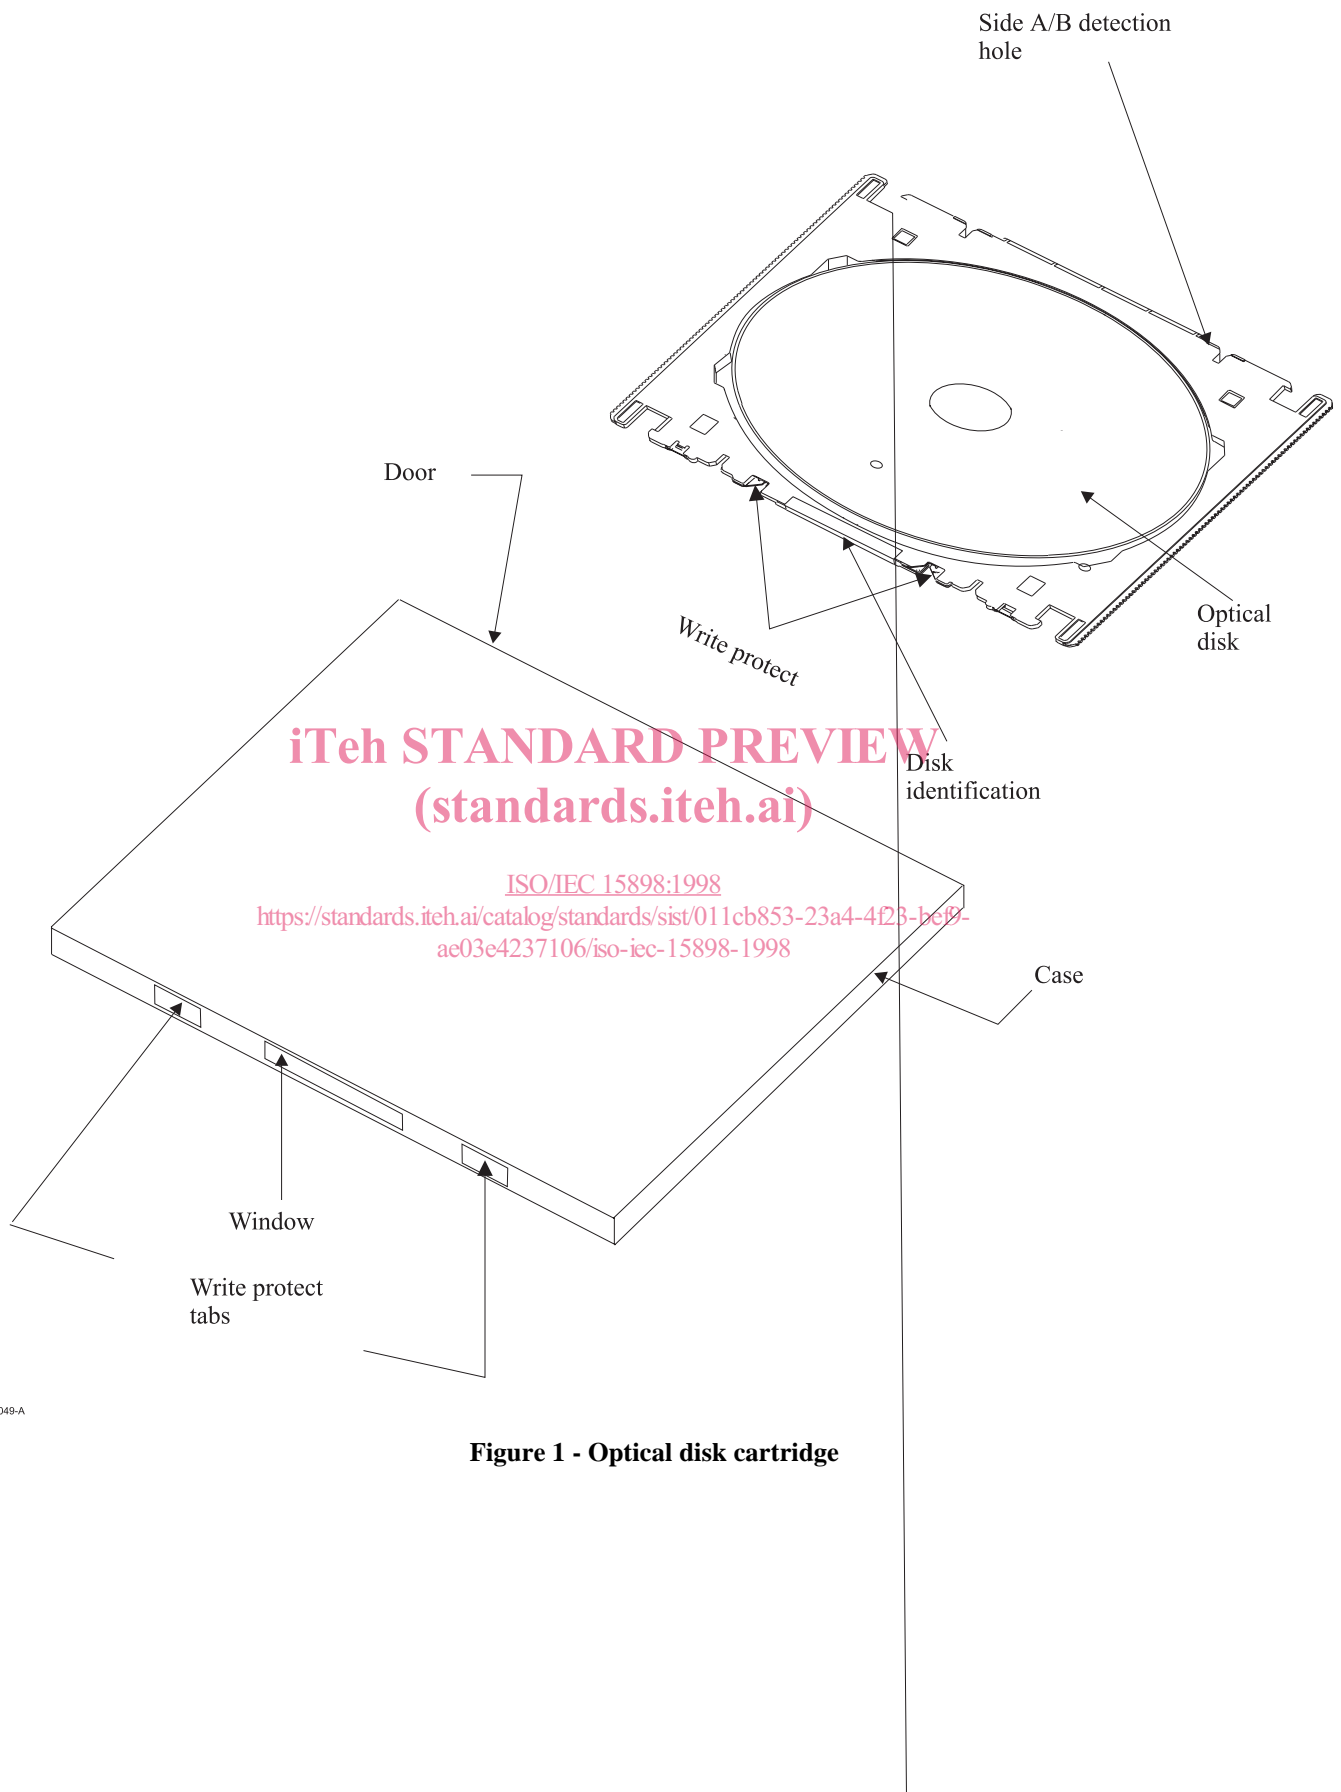 Side A/B detection
hole
Door
Optical
disk
Write protect
iTeh STANDARD PREVIEW
Disk
identification
(standards.iteh.ai)
ISO/IEC 15898:1998
https://standards.iteh.ai/catalog/standards/sist/011cb853-23a4-4f23-bef9-
ae03e4237106/iso-iec-15898-1998
Case
Window
Write protect
tabs
049-A
Figure 1 - Optical disk cartridge